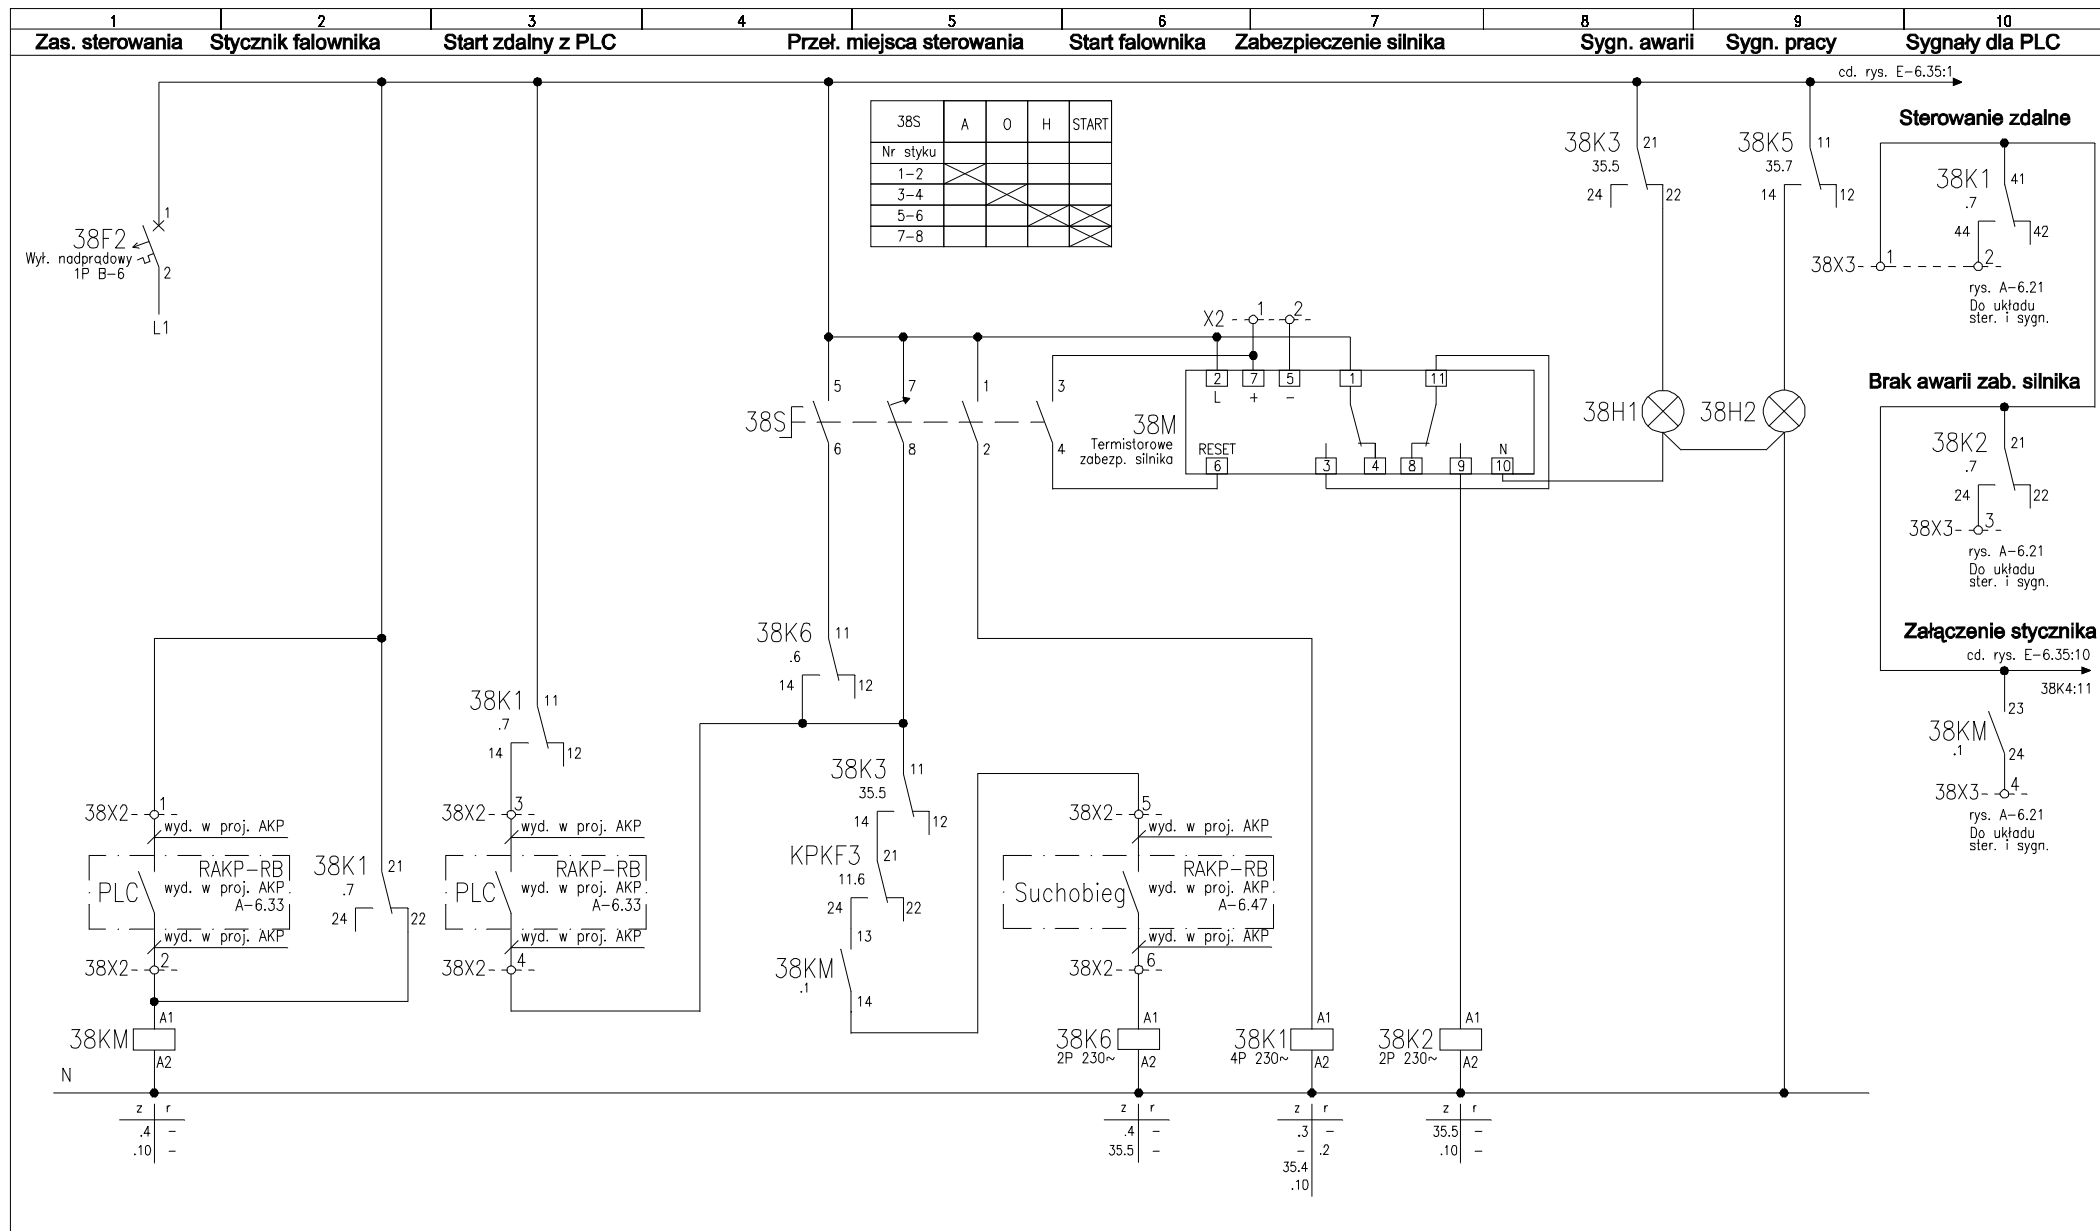 1 2 3 4 5 6 7 8 9 10
Zas. sterowania Stycznik falownika Start zdalny z PLC Przeł. miejsca sterowania Start falownika Zabezpieczenie silnika Sygn. awarii Sygn. pracy Sygnały dla PLC
cd. rys. E-6.35:1
38S A O H START
Nr styku
1-2
3-4
5-6
7-8
1
38F2
Wył. nadprądowy
1P B-6
2
L1
38K3 21
35.5
24 22
38K5 11
35.7
14 12
Sterowanie zdalne
38K1 41
.7
44 42
38X3 1 2
rys. A-6.21
Do układu
ster. i sygn.
X2 1 2
5 7 1 3
38S
6 8 2 4
38M
Termistorowe
zabezp. silnika
2 7 5 1 11
L + -
RESET N
6 3 4 8 9 10
38H1 38H2
Brak awarii zab. silnika
38K2 21
.7
24 22
38X3 3
rys. A-6.21
Do układu
ster. i sygn.
Załączenie stycznika
cd. rys. E-6.35:10
38K4:11
23
38KM
.1 24
38X3 4
rys. A-6.21
Do układu
ster. i sygn.
38K6 11
.6
14 12
38K1 11
.7
14 12
38K3 11
35.5
14 12
KPKF3 21
11.6
24 22
13
38KM
.1 14
38X2 1
wyd. w proj. AKP
RAKP-RB
PLC wyd. w proj. AKP
A-6.33
wyd. w proj. AKP
38X2 2
38K1 21
.7
24 22
38X2 3
wyd. w proj. AKP
RAKP-RB
PLC wyd. w proj. AKP
A-6.33
wyd. w proj. AKP
38X2 4
38X2 5
wyd. w proj. AKP
RAKP-RB
Suchobieg wyd. w proj. AKP
A-6.47
wyd. w proj. AKP
38X2 6
A1
38KM
A2
A1
38K6
2P 230~ A2
A1
38K1
4P 230~ A2
A1
38K2
2P 230~ A2
N
z r
.4 -
.10 -
z r
.4 -
35.5 -
z r
.3 -
- .2
35.4
.10
z r
35.5 -
.10 -